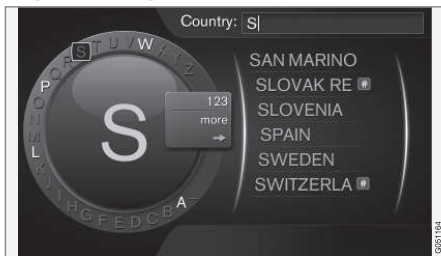 Country: S
S T U V W X Y Z
R
Q
P
O
N
M
L
K
J
I
H G F E D C B A
S
123
more
→
SAN MARINO
SLOVAK RE #
SLOVENIA
SPAIN
SWEDEN
SWITZERLA #
G051164